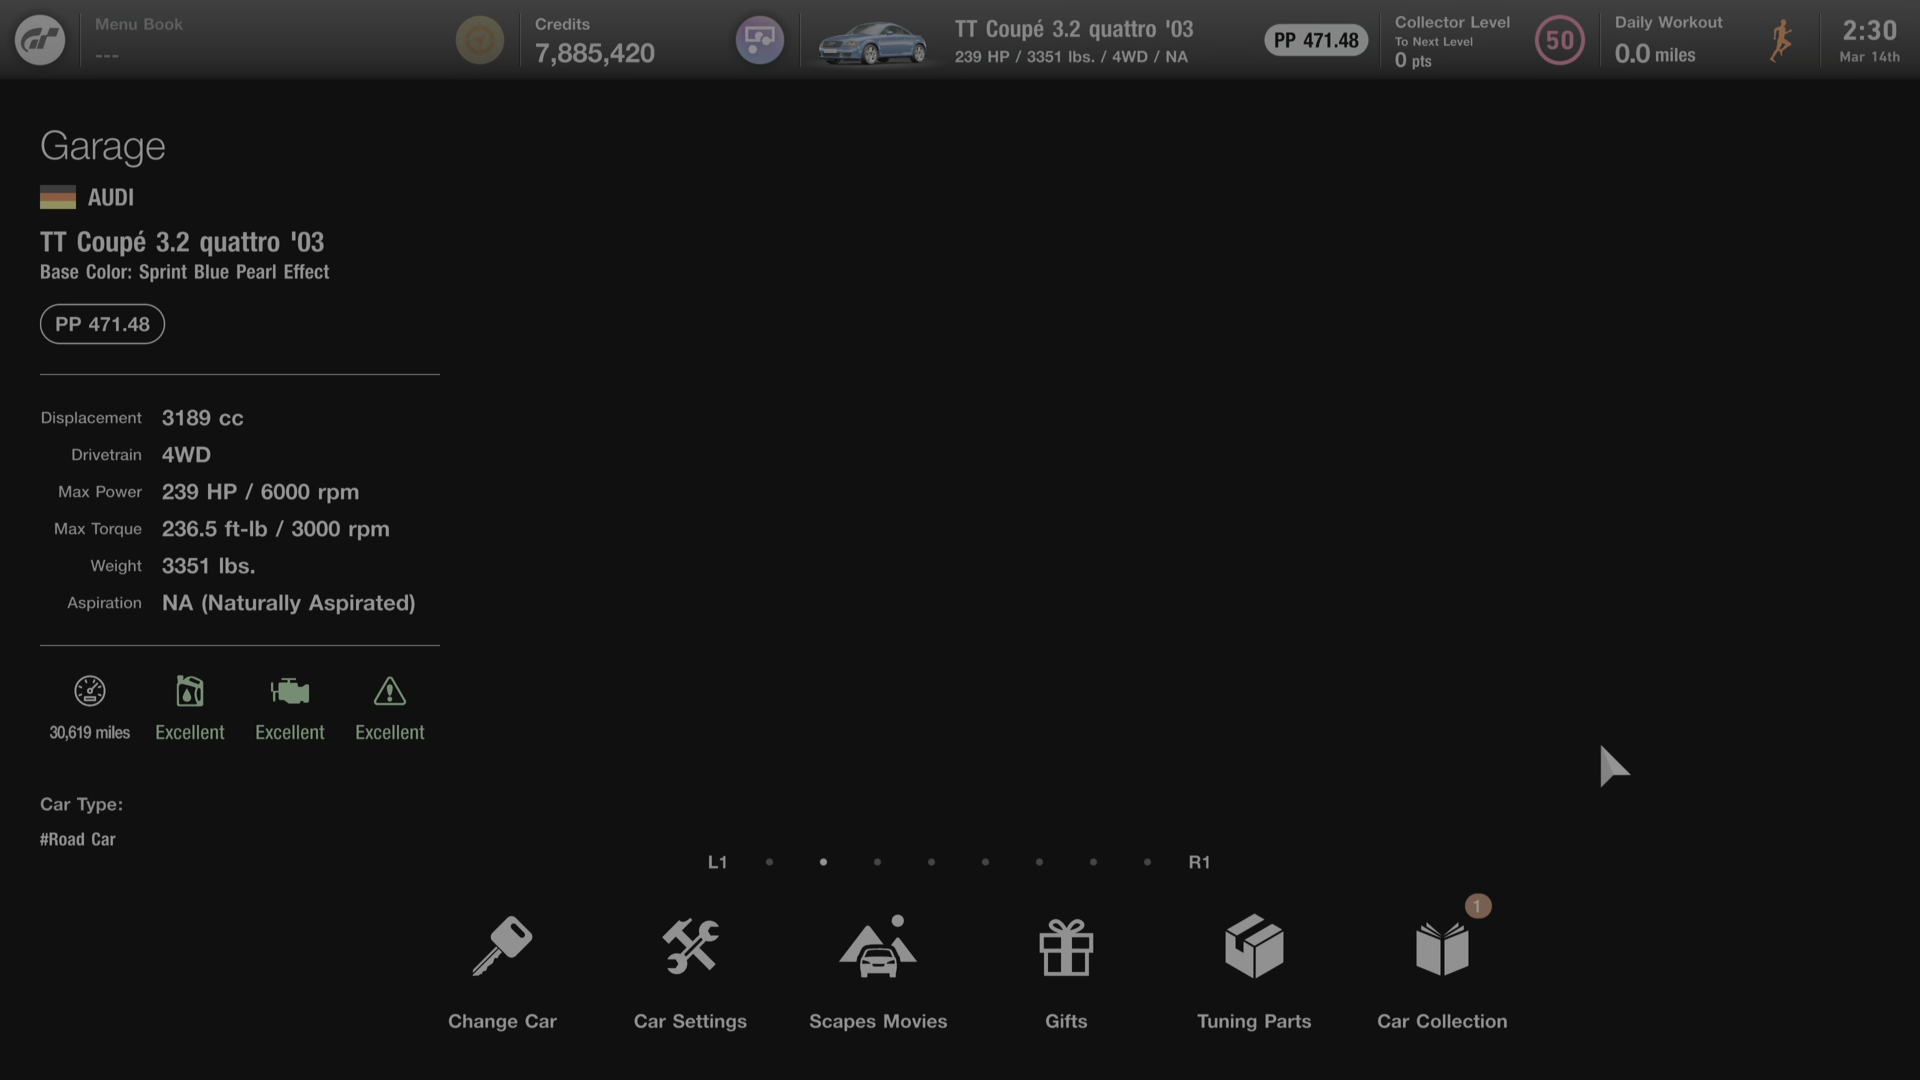 Menu Book
---
Credits
7,885,420
TT Coupé 3.2 quattro '03
239 HP / 3351 lbs. / 4WD / NA
PP 471.48
Collector Level
To Next Level
0 pts
50
Daily Workout
0.0 miles
2:30
Mar 14th
Garage
AUDI
TT Coupé 3.2 quattro '03
Base Color: Sprint Blue Pearl Effect
PP 471.48
Displacement 3189 cc
Drivetrain 4WD
Max Power 239 HP / 6000 rpm
Max Torque 236.5 ft-lb / 3000 rpm
Weight 3351 lbs.
Aspiration NA (Naturally Aspirated)
30,619 miles Excellent Excellent Excellent
Car Type:
#Road Car
L1 R1
1
Change Car Car Settings Scapes Movies Gifts Tuning Parts Car Collection